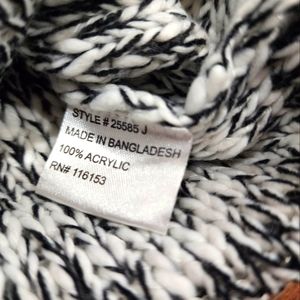 STYLE # 25585 J
MADE IN BANGLADESH
100% ACRYLIC
RN# 116153